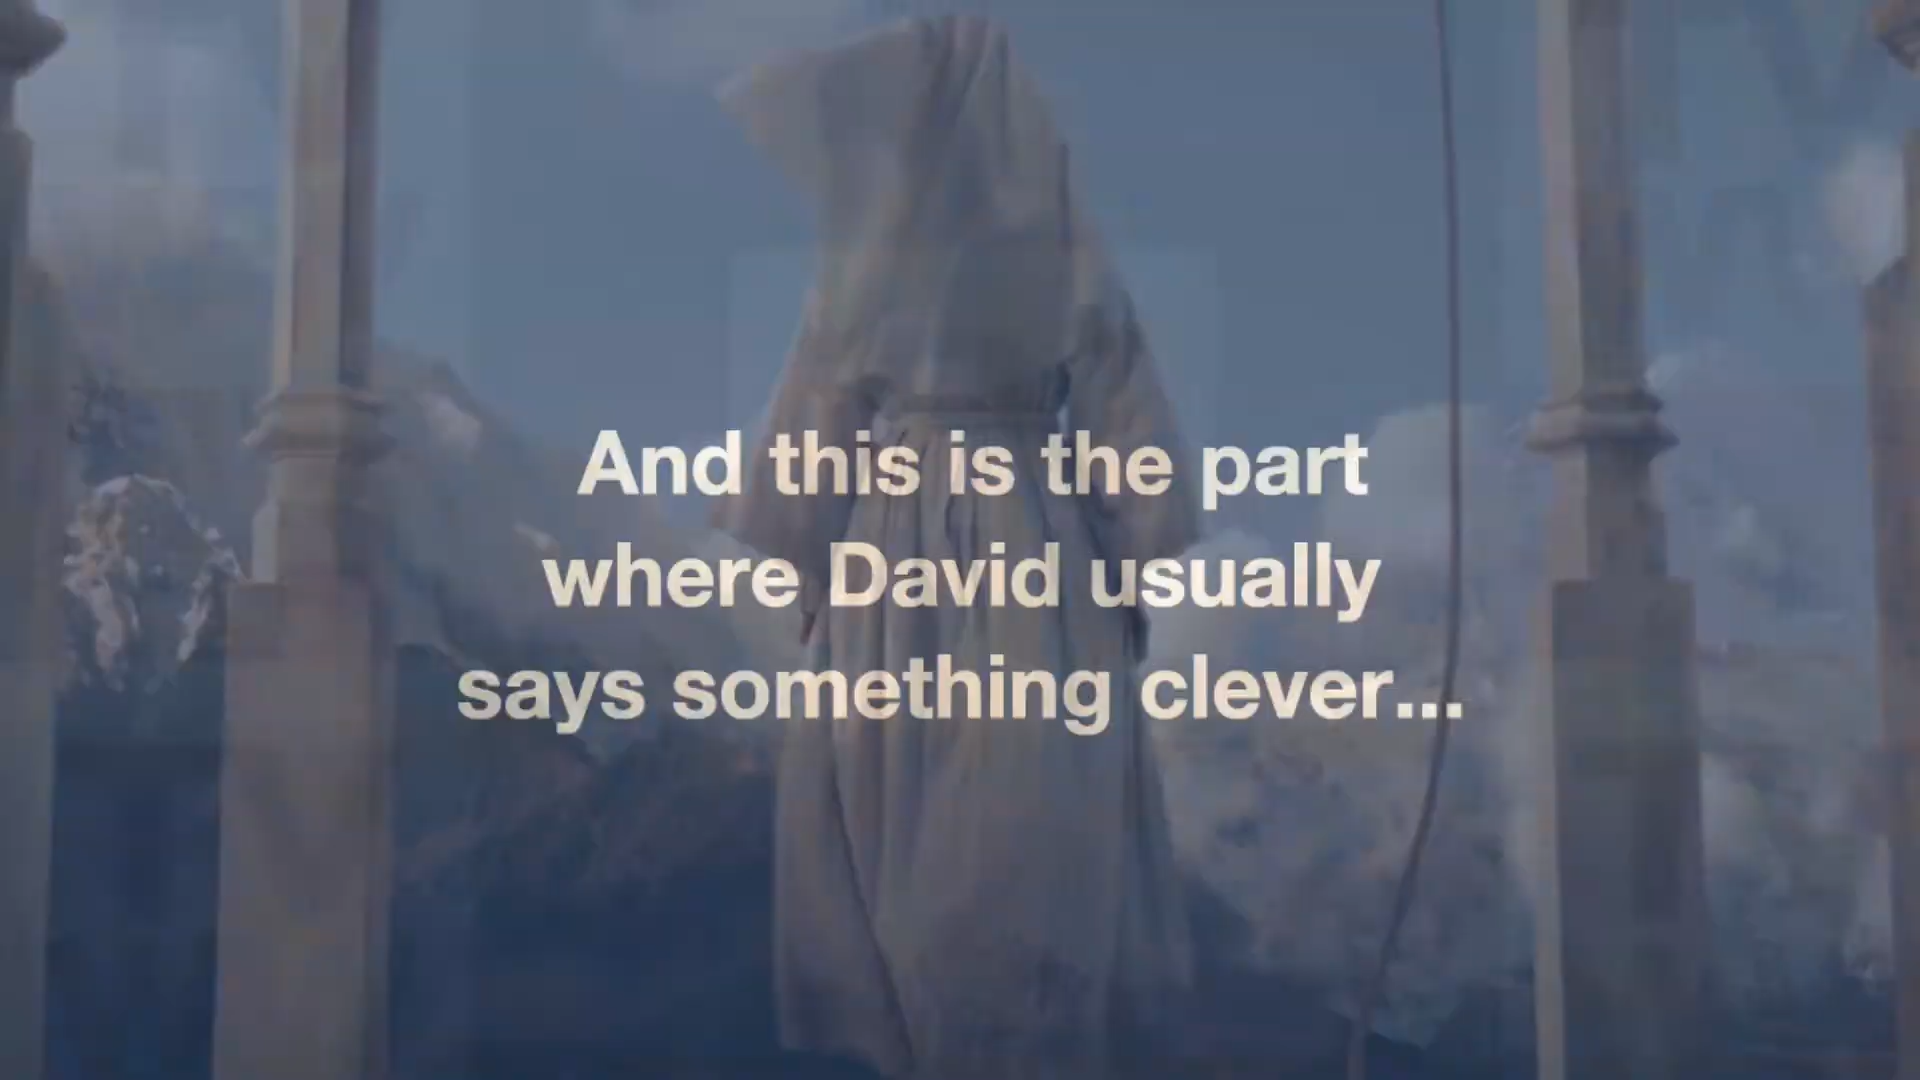 And this is the part
where David usually
says something clever...